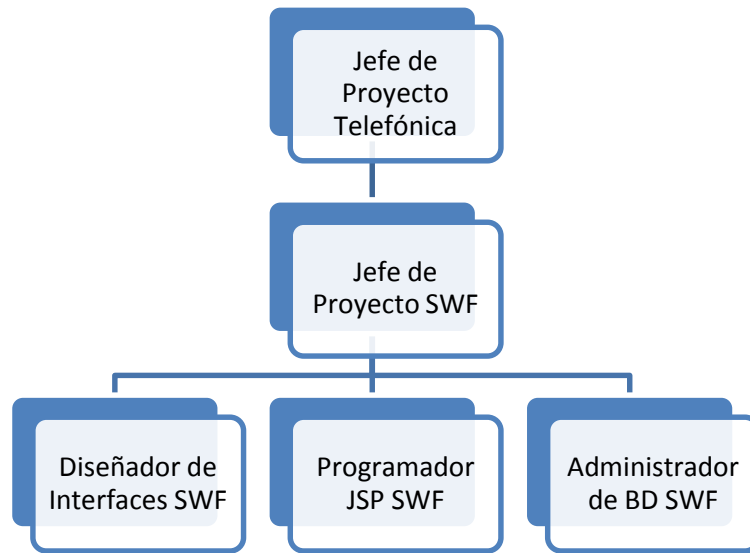 Jefe de
Proyecto
Telefónica
Jefe de
Proyecto SWF
Diseñador de
Interfaces SWF
Programador
JSP SWF
Administrador
de BD SWF